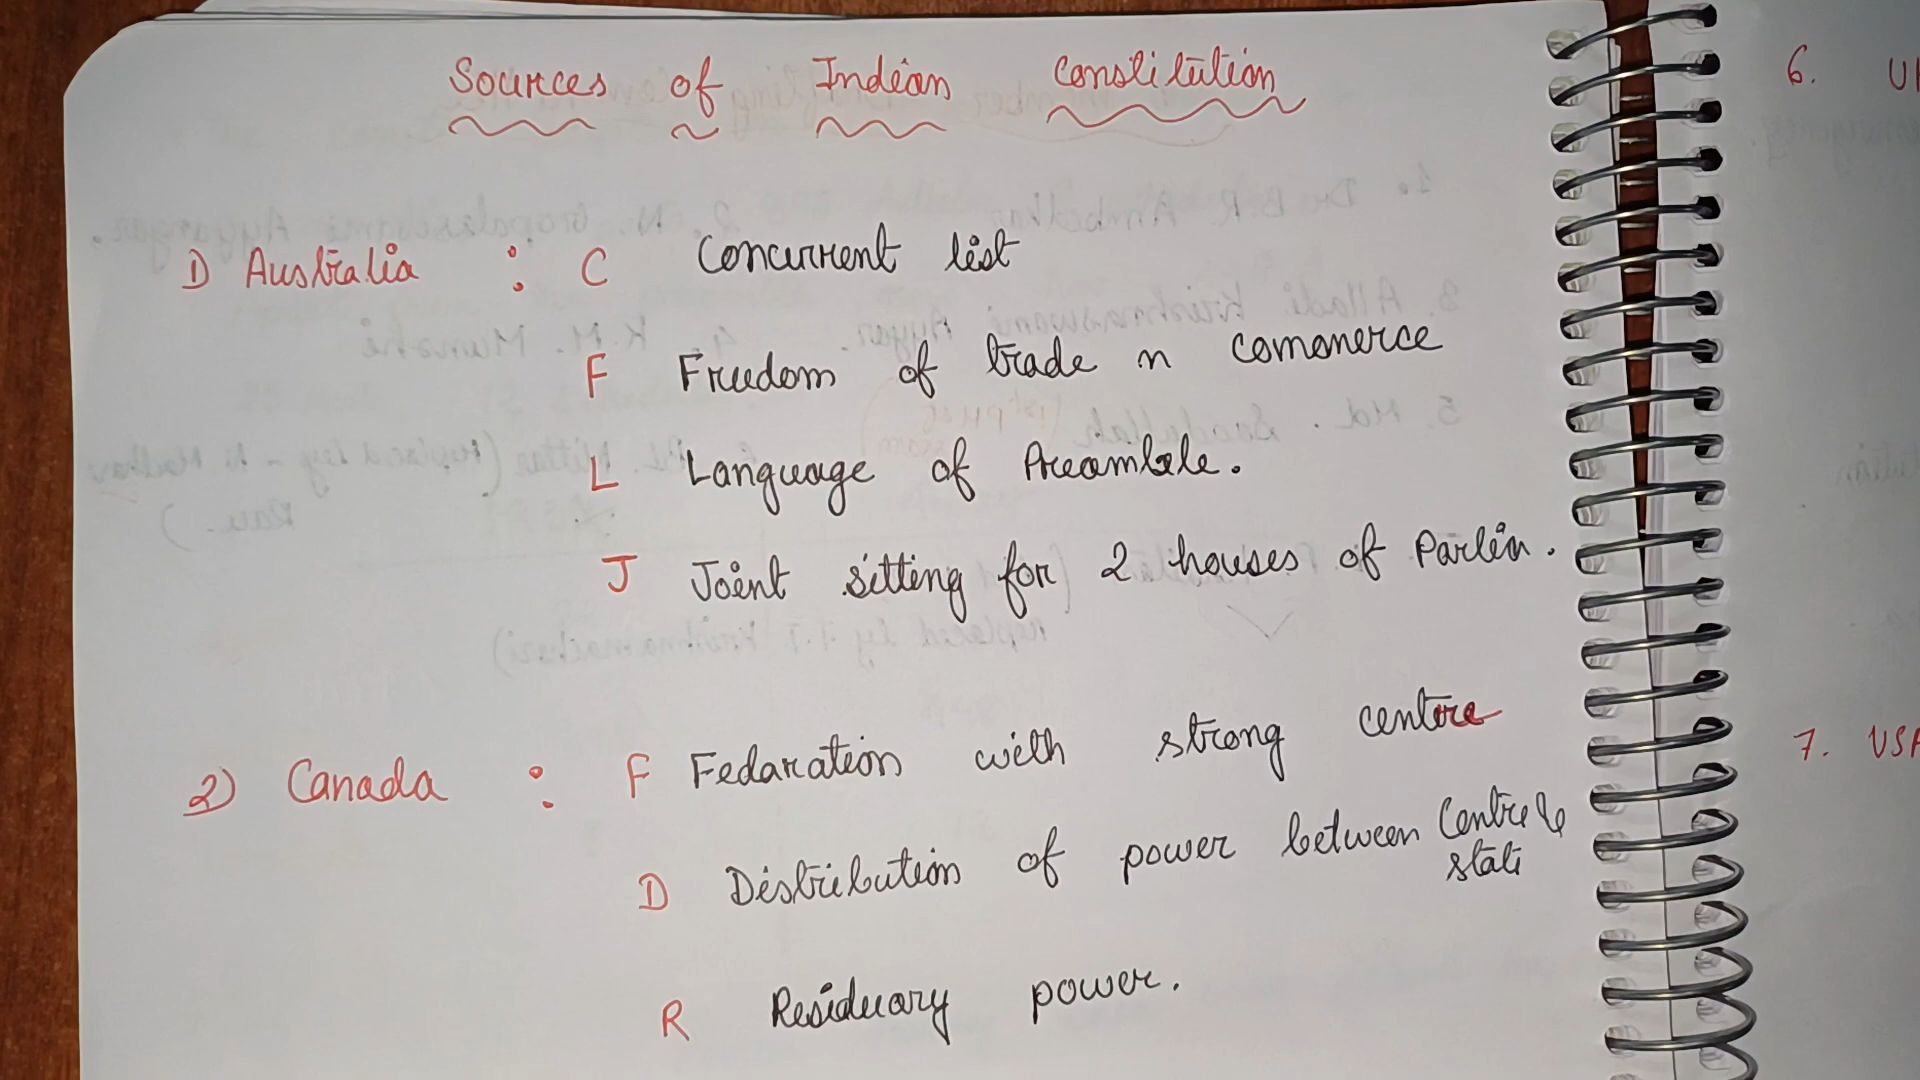 Sources of Indian Constitution
1) Australia : C Concurrent list
F Freedom of trade n commerce
L Language of Preamble.
J Joint sitting for 2 houses of Parlia.
2) Canada : F Fedaration with strong centre
D Distribution of power between Centre &
state
R Residuary power.
6.
7. USA